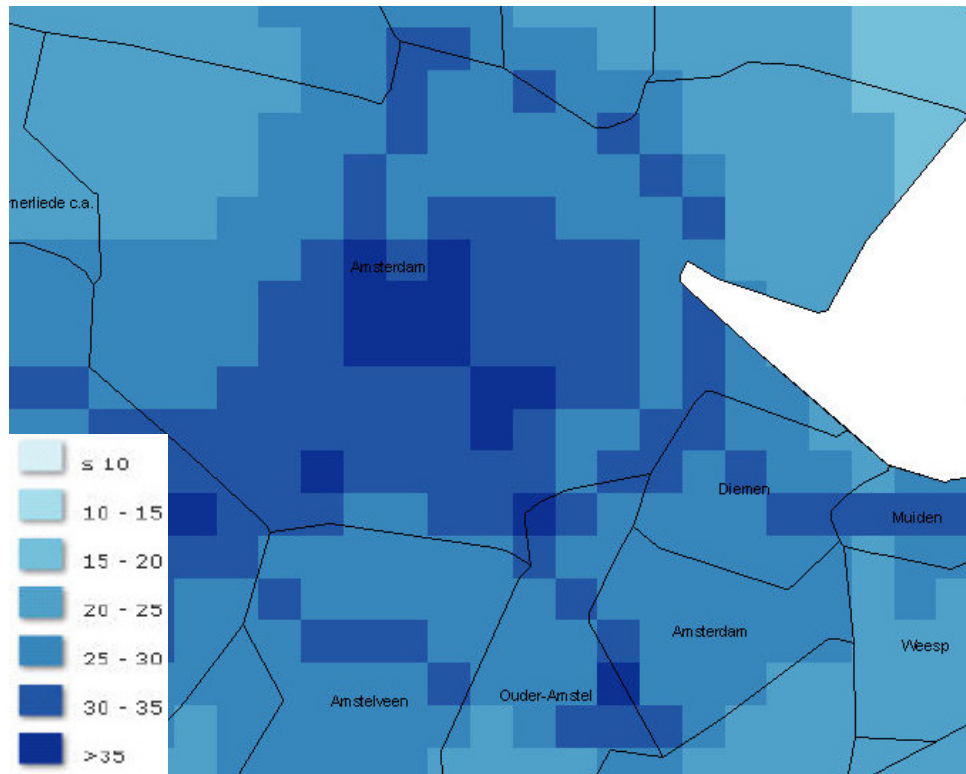 nerliede c.a.
Amsterdam
Diemen
Muiden
Amsterdam
Weesp
Ouder-Amstel
Amstelveen
≤ 10
10 - 15
15 - 20
20 - 25
25 - 30
30 - 35
>35